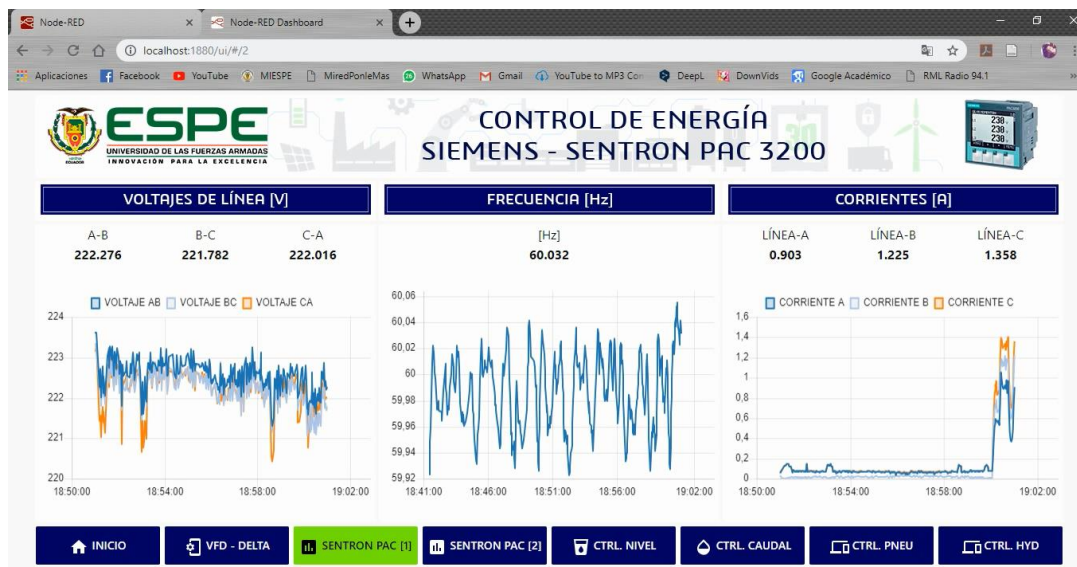 Node-RED
Node-RED Dashboard
localhost:1880/ui/#/2
Aplicaciones Facebook YouTube MIESPE MiredPonleMas WhatsApp Gmail YouTube to MP3 Con DeepL DownVids Google Académico RML Radio 94.1
ESPE
UNIVERSIDAD DE LAS FUERZAS ARMADAS
INNOVACIÓN PARA LA EXCELENCIA
CONTROL DE ENERGÍA
SIEMENS - SENTRON PAC 3200
VOLTAJES DE LÍNEA [V]
A-B B-C C-A
222.276 221.782 222.016
VOLTAJE AB VOLTAJE BC VOLTAJE CA
224
223
222
221
220
18:50:00 18:54:00 18:58:00 19:02:00
FRECUENCIA [Hz]
[Hz]
60.032
60,06
60,04
60,02
60
59,98
59,96
59,94
59,92
18:41:00 18:46:00 18:51:00 18:56:00 19:02:00
CORRIENTES [A]
LÍNEA-A LÍNEA-B LÍNEA-C
0.903 1.225 1.358
CORRIENTE A CORRIENTE B CORRIENTE C
1,6
1,4
1,2
1
0,8
0,6
0,4
0,2
0
18:50:00 18:54:00 18:58:00 19:02:00
INICIO VFD - DELTA SENTRON PAC [1] SENTRON PAC [2] CTRL. NIVEL CTRL. CAUDAL CTRL. PNEU CTRL. HYD